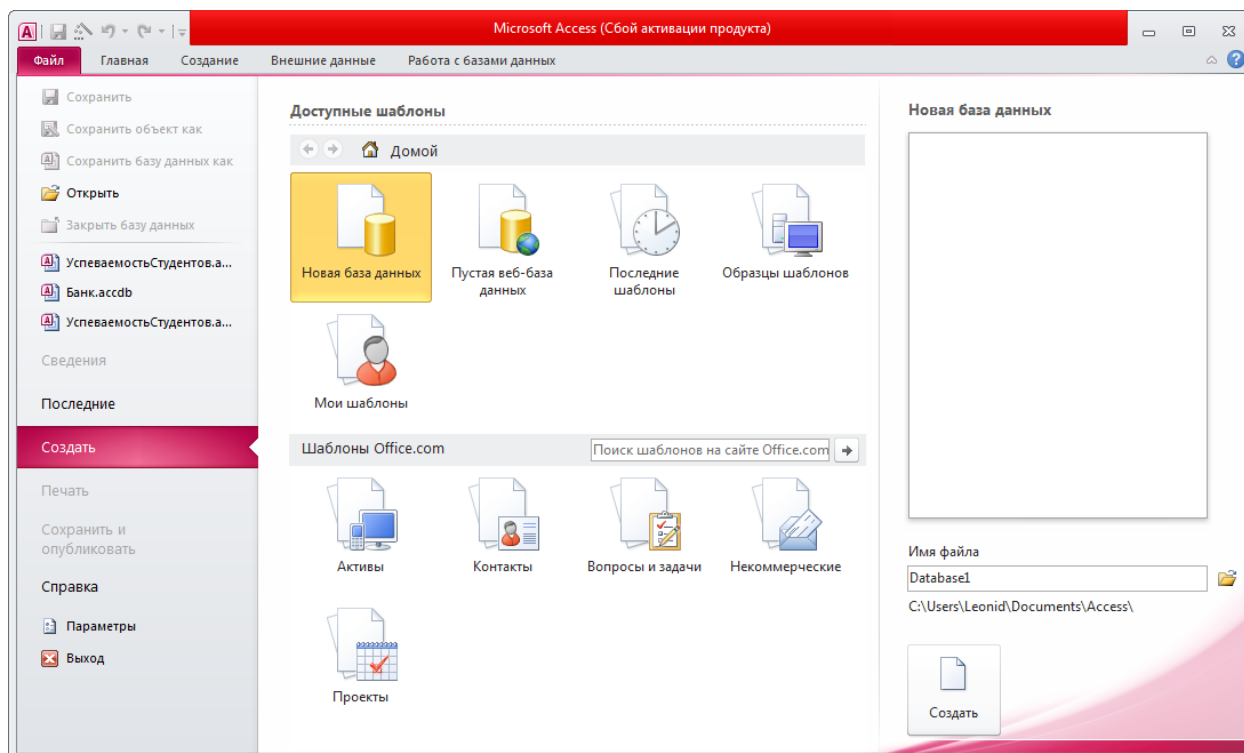 Microsoft Access (Сбой активации продукта)
Файл
Главная
Создание
Внешние данные
Работа с базами данных
Сохранить
Сохранить объект как
Сохранить базу данных как
Открыть
Закрыть базу данных
УспеваемостьСтудентов.а...
Банк.accdb
УспеваемостьСтудентов.а...
Сведения
Последние
Создать
Печать
Сохранить и
опубликовать
Справка
Параметры
Выход
Доступные шаблоны
Домой
Новая база данных
Пустая веб-база
данных
Последние
шаблоны
Образцы шаблонов
Мои шаблоны
Шаблоны Office.com
Поиск шаблонов на сайте Office.com
Активы
Контакты
Вопросы и задачи
Некоммерческие
Проекты
Новая база данных
Имя файла
Database1
C:\Users\Leonid\Documents\Access\
Создать